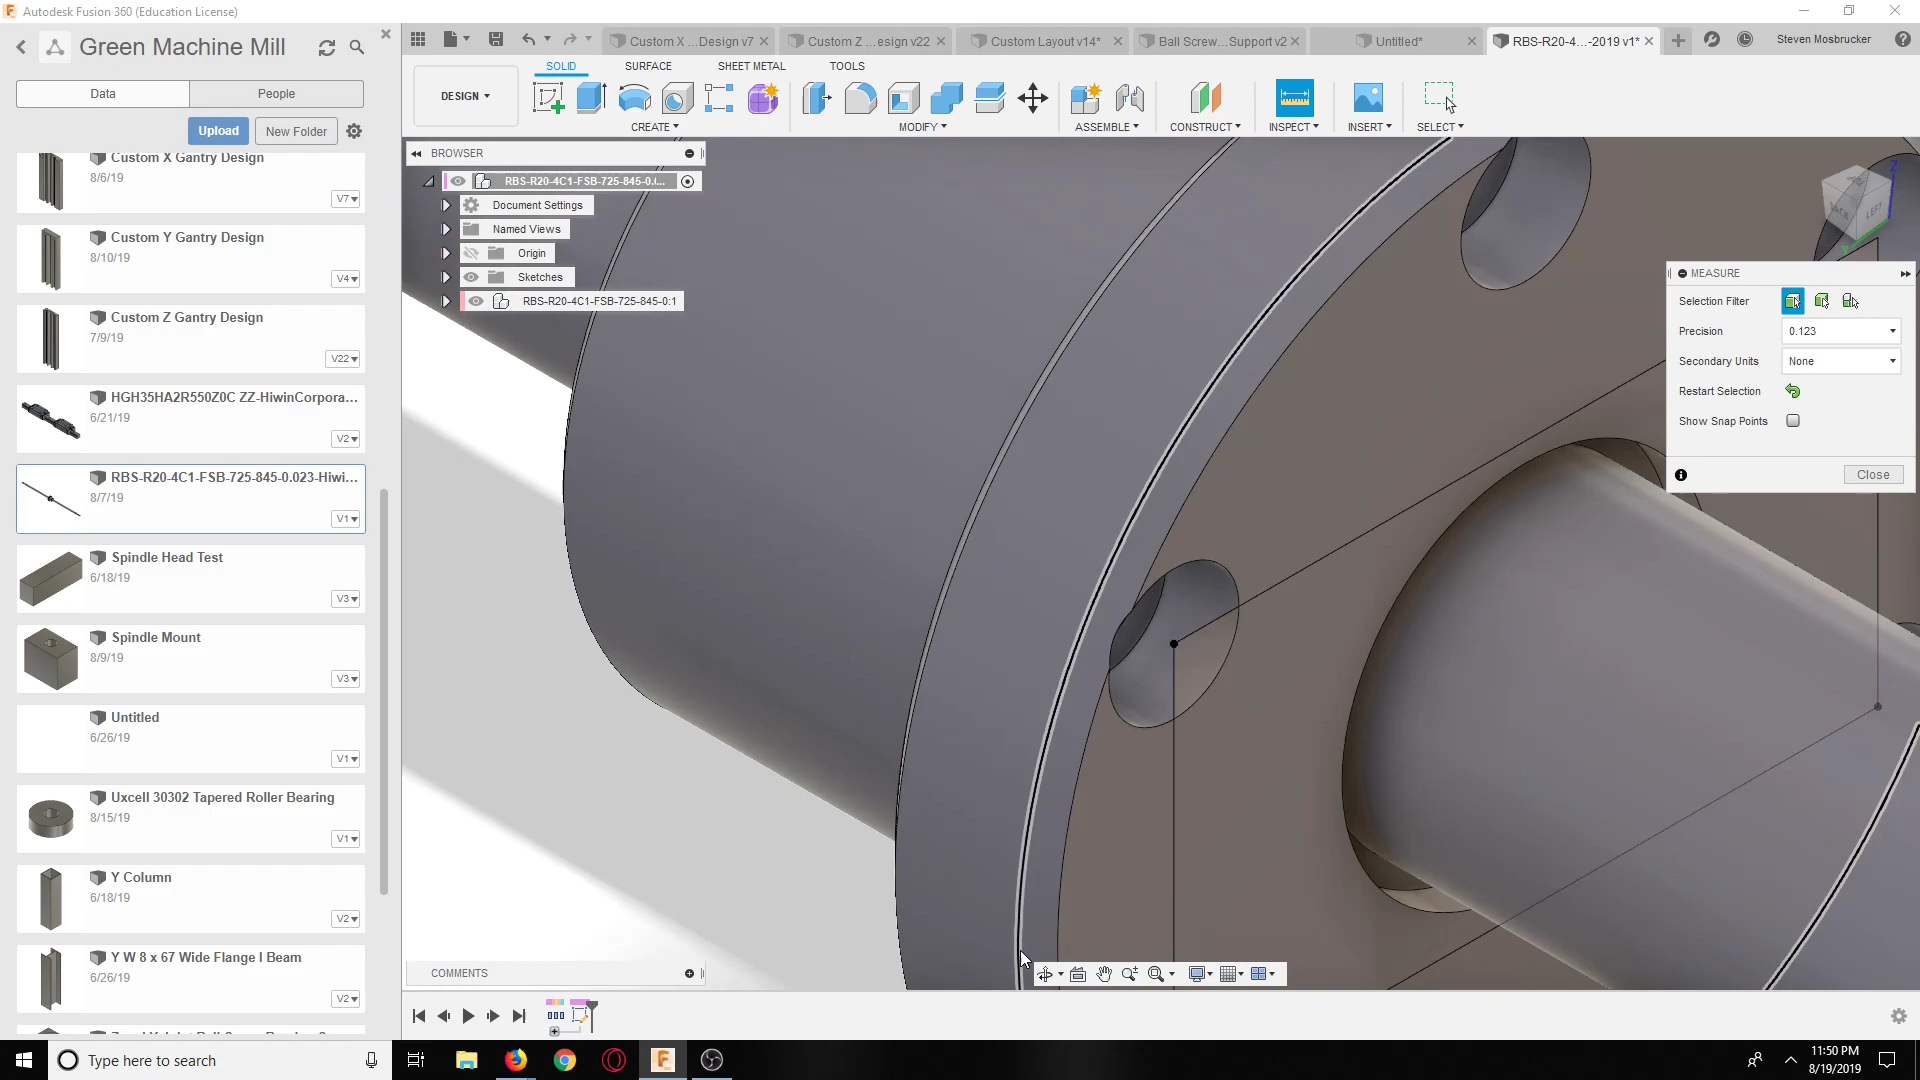 Autodesk Fusion 360 (Education License)
Green Machine Mill
Data
People
Upload
New Folder
Custom X Gantry Design
8/6/19
V7
Custom Y Gantry Design
8/10/19
V4
Custom Z Gantry Design
7/9/19
V22
HGH35HA2R550Z0C ZZ-HiwinCorpora...
6/21/19
V2
RBS-R20-4C1-FSB-725-845-0.023-Hiwi...
8/7/19
V1
Spindle Head Test
6/18/19
V3
Spindle Mount
8/9/19
V3
Untitled
6/26/19
V1
Uxcell 30302 Tapered Roller Bearing
8/15/19
V1
Y Column
6/18/19
V2
Y W 8 x 67 Wide Flange I Beam
6/26/19
V2
Custom X ...Design v7
Custom Z ...esign v22
Custom Layout v14*
Ball Screw...Support v2
Untitled*
RBS-R20-4...-2019 v1*
Steven Mosbrucker
SOLID
SURFACE
SHEET METAL
TOOLS
DESIGN
CREATE
MODIFY
ASSEMBLE
CONSTRUCT
INSPECT
INSERT
SELECT
BROWSER
RBS-R20-4C1-FSB-725-845-0.(...
Document Settings
Named Views
Origin
Sketches
RBS-R20-4C1-FSB-725-845-0:1
LEFT
BACK
Z
MEASURE
Selection Filter
Precision
0.123
Secondary Units
None
Restart Selection
Show Snap Points
Close
COMMENTS
Type here to search
11:50 PM
8/19/2019